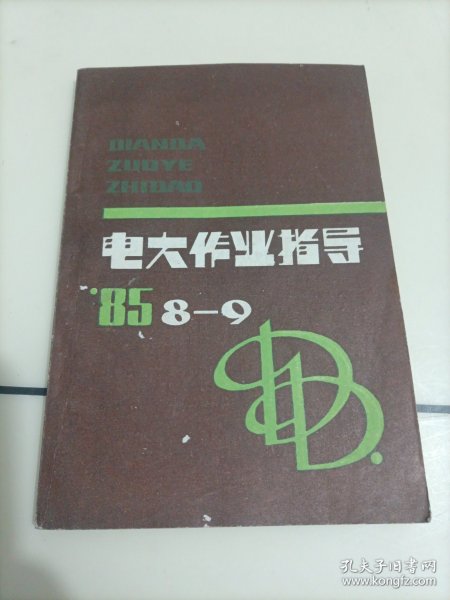 DIANDA
ZUOYE
ZHIDAO
电大作业指导
'85 8-9
DD.
孔夫子旧书网
www.kongfz.com